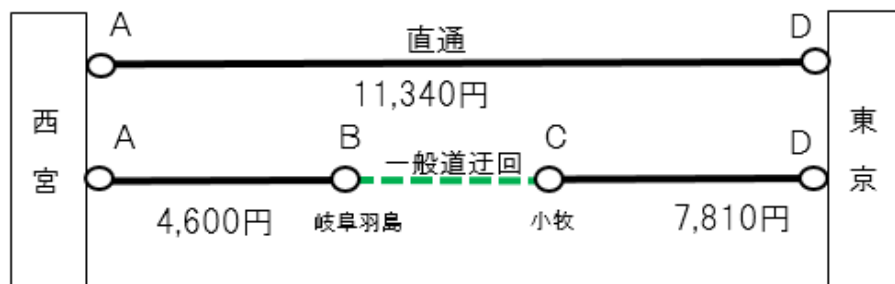 西宮
A
直通
D
11,340円
A
B
一般道迂回
C
D
4,600円
岐阜羽島
小牧
7,810円
東京